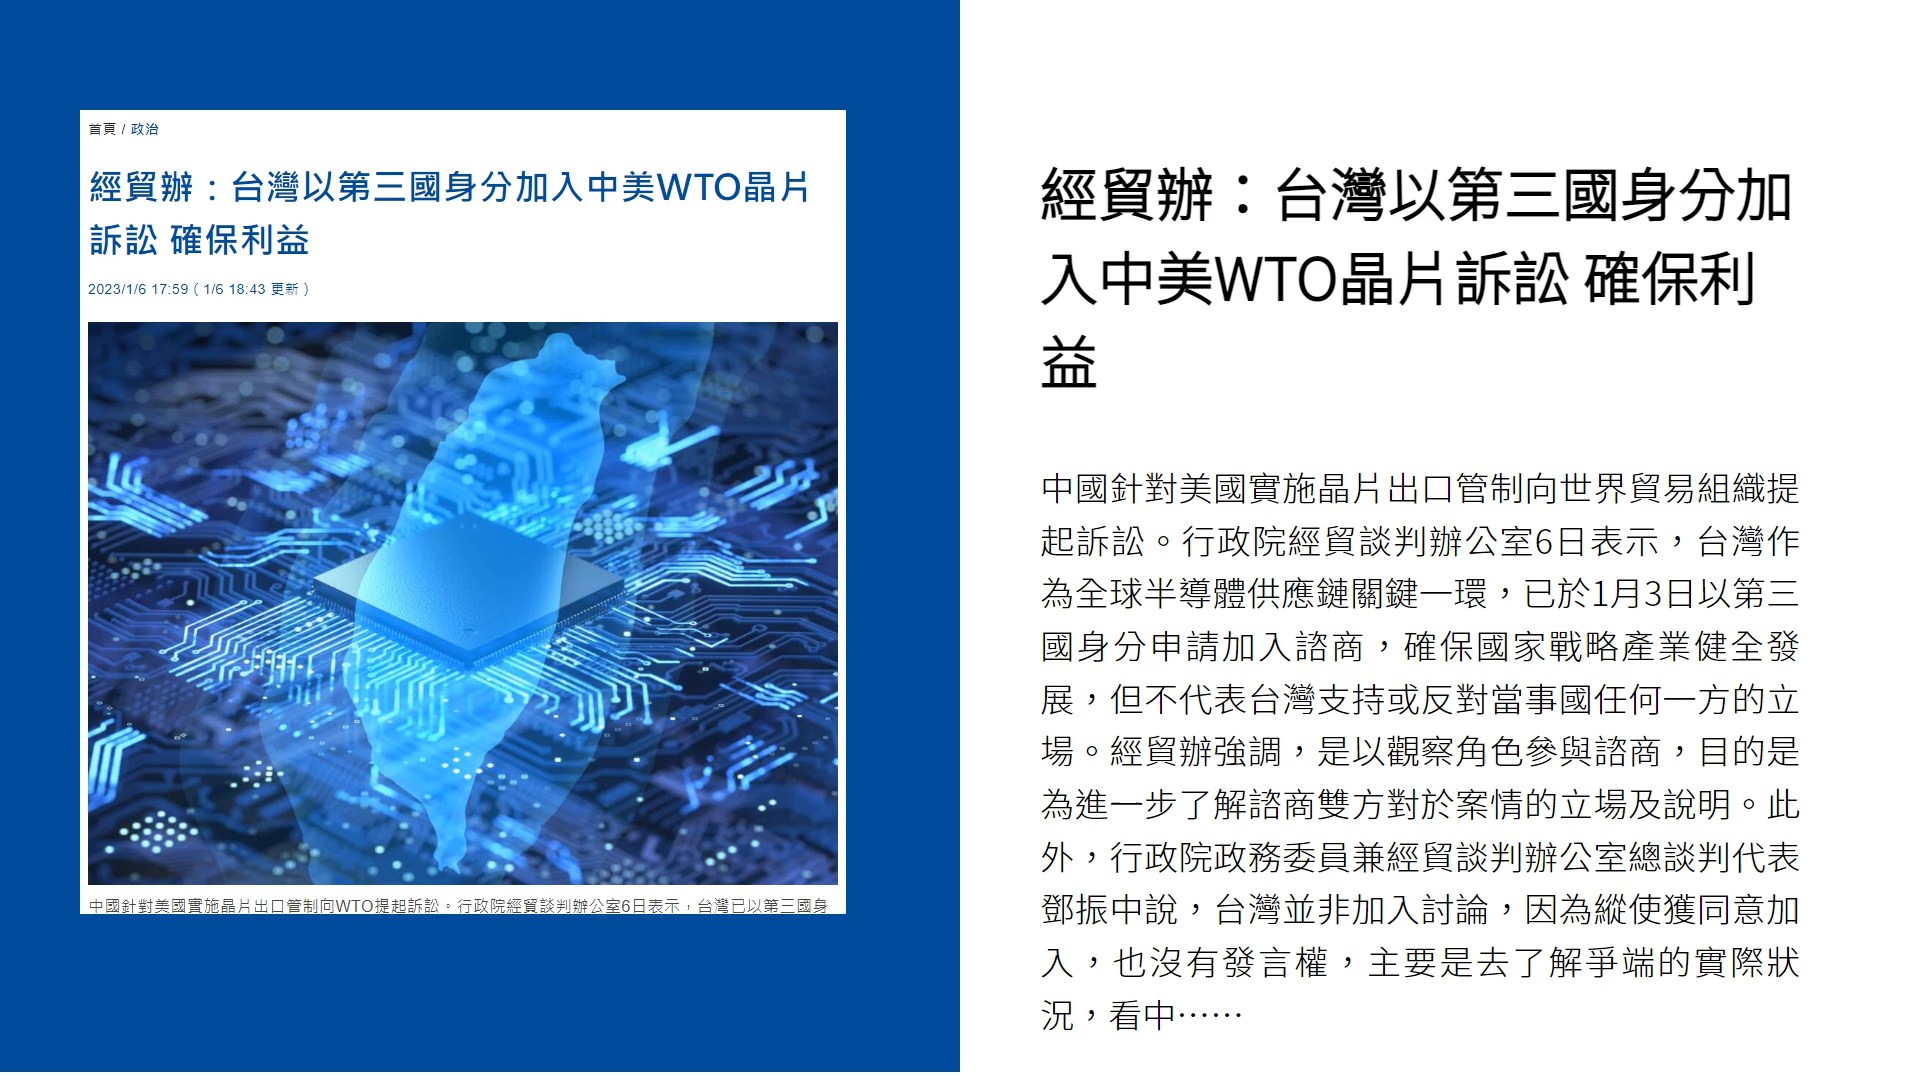 首頁 / 政治
經貿辦：台灣以第三國身分加入中美WTO晶片
訴訟 確保利益
2023/1/6 17:59（1/6 18:43 更新）
中國針對美國實施晶片出口管制向WTO提起訴訟。行政院經貿談判辦公室6日表示，台灣已以第三國身
經貿辦：台灣以第三國身分加
入中美WTO晶片訴訟 確保利
益
中國針對美國實施晶片出口管制向世界貿易組織提
起訴訟。行政院經貿談判辦公室6日表示，台灣作
為全球半導體供應鏈關鍵一環，已於1月3日以第三
國身分申請加入諮商，確保國家戰略產業健全發
展，但不代表台灣支持或反對當事國任何一方的立
場。經貿辦強調，是以觀察角色參與諮商，目的是
為進一步了解諮商雙方對於案情的立場及說明。此
外，行政院政務委員兼經貿談判辦公室總談判代表
鄧振中說，台灣並非加入討論，因為縱使獲同意加
入，也沒有發言權，主要是去了解爭端的實際狀
況，看中⋯⋯